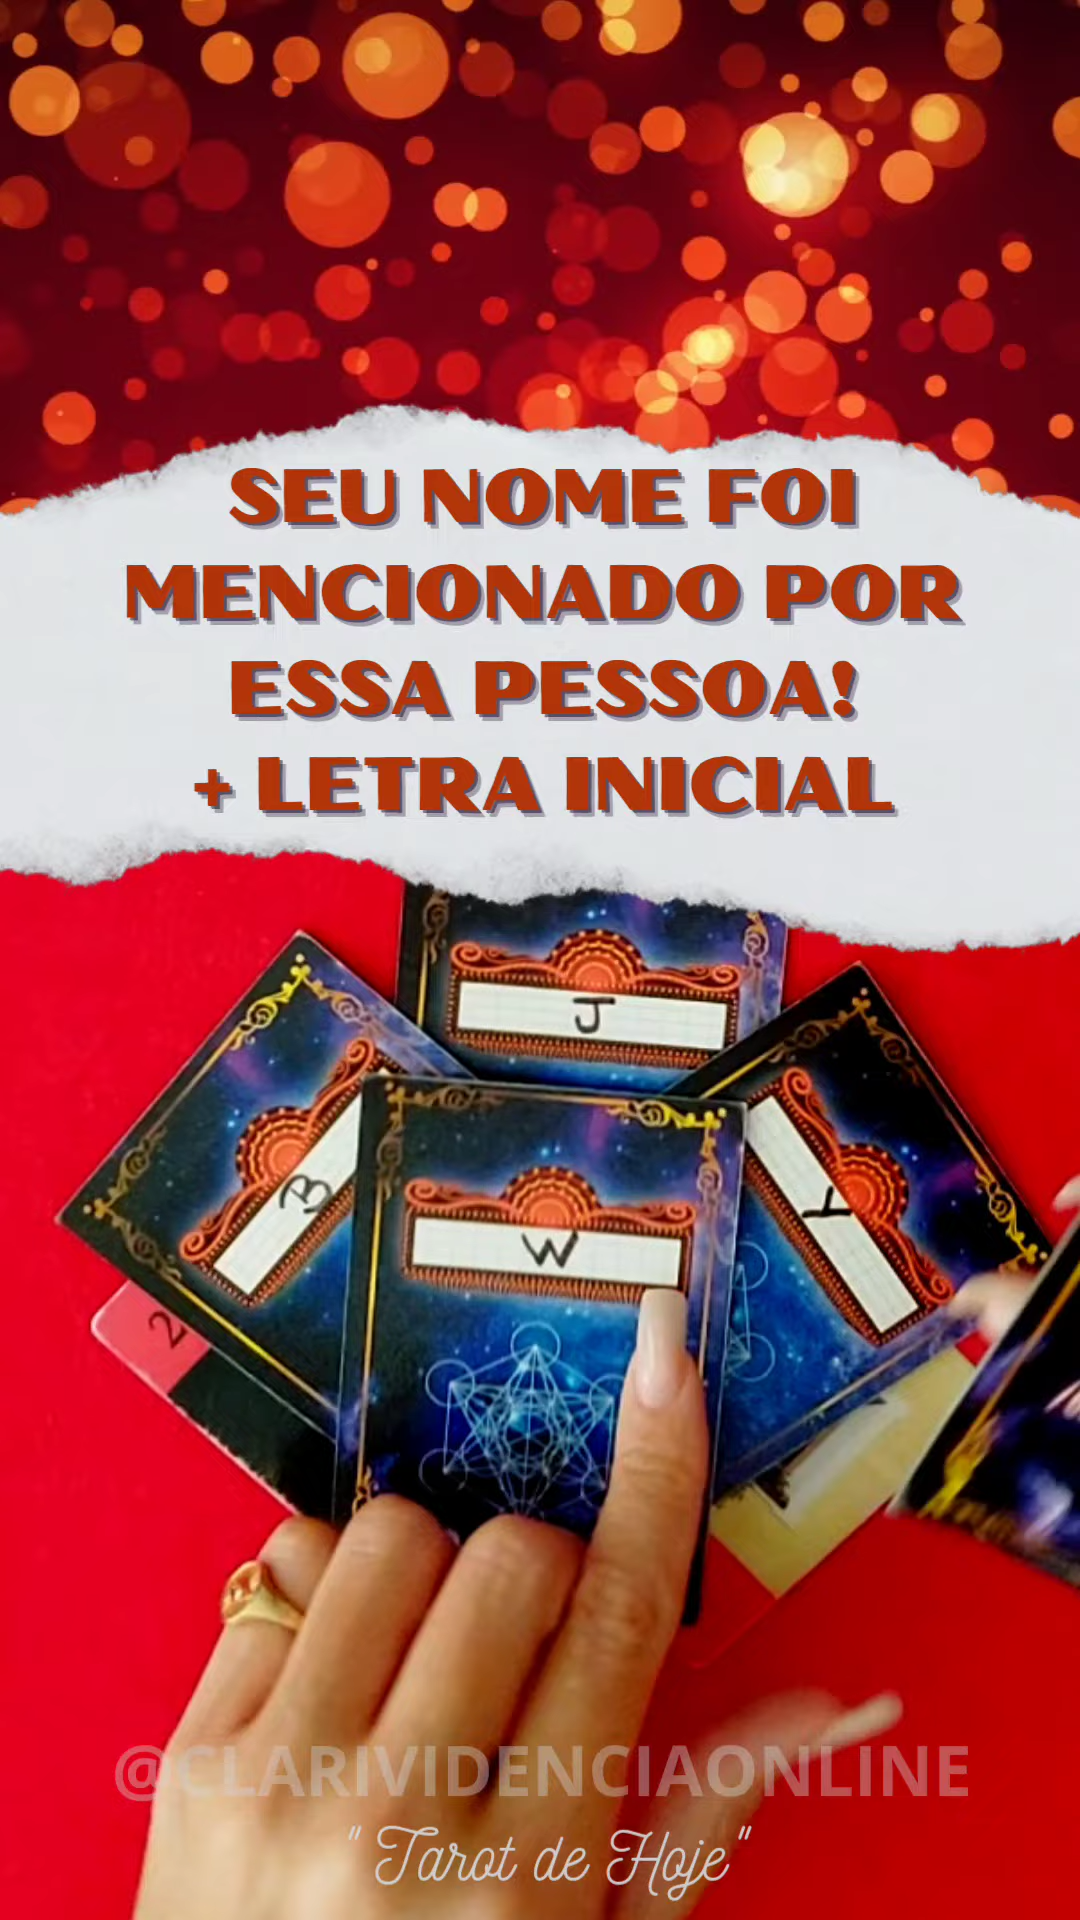 SEU NOME FOI
MENCIONADO POR
ESSA PESSOA!
+ LETRA INICIAL
J
B
W
Y
2
@CLARIVIDENCIAONLINE
"Tarot de Hoje"